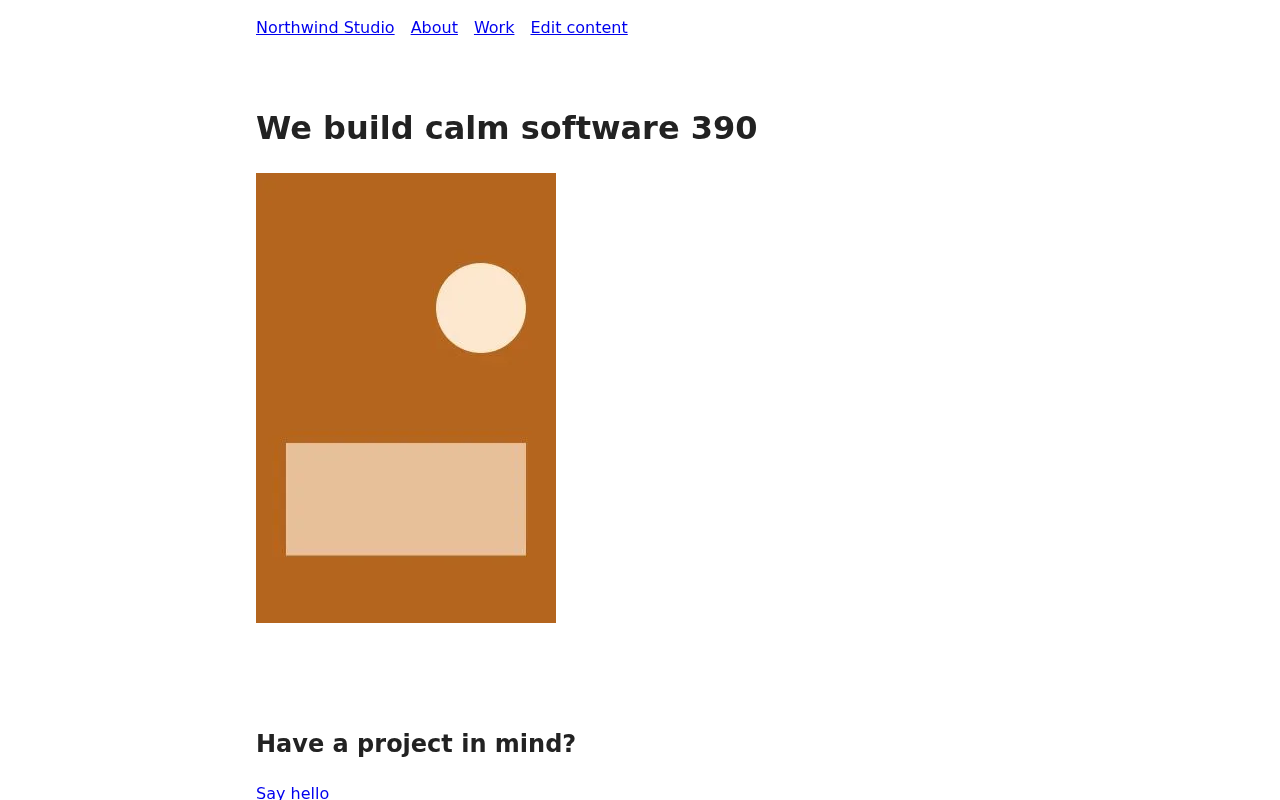 Northwind Studio About Work Edit content
We build calm software 390
Have a project in mind?
Say hello